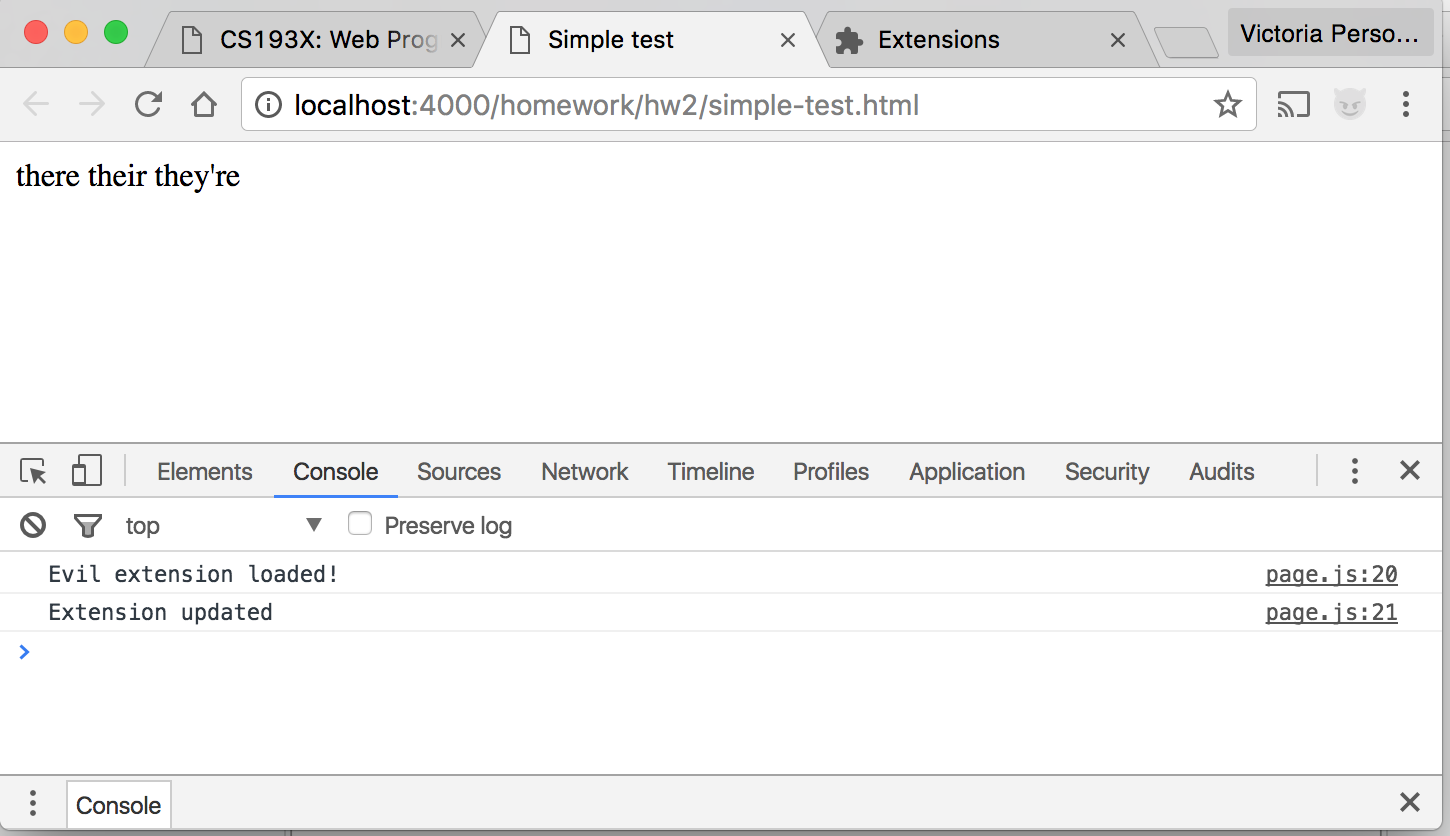 CS193X: Web Prog
Simple test
Extensions
Victoria Perso...
localhost:4000/homework/hw2/simple-test.html
there their they're
Elements Console Sources Network Timeline Profiles Application Security Audits
top Preserve log
Evil extension loaded! page.js:20
Extension updated page.js:21
Console